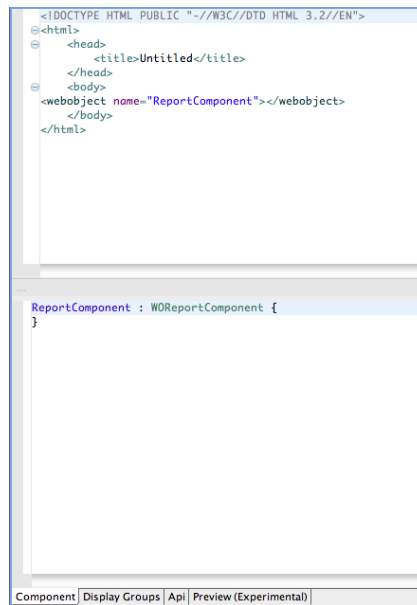 <!DOCTYPE HTML PUBLIC "-//W3C//DTD HTML 3.2//EN">
<html>
    <head>
        <title>Untitled</title>
    </head>
    <body>
<webobject name="ReportComponent"></webobject>
    </body>
</html>
...
ReportComponent : WOReportComponent {
}
Component Display Groups Api Preview (Experimental)